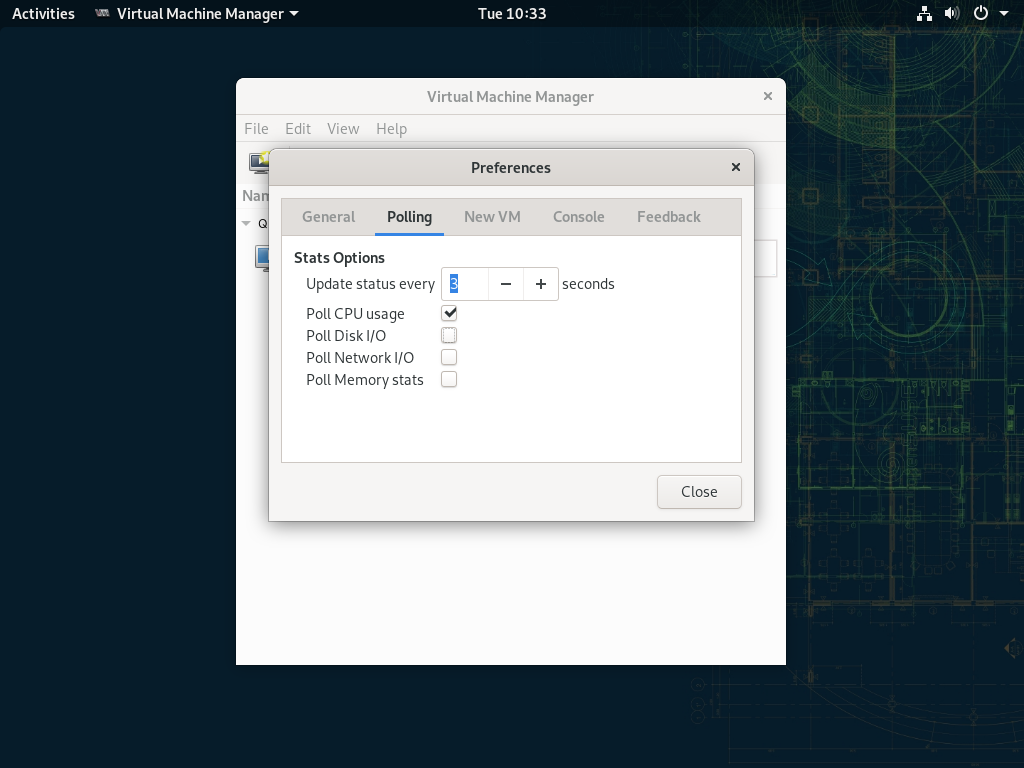 Activities Virtual Machine Manager Tue 10:33
Virtual Machine Manager
File Edit View Help
Preferences
General Polling New VM Console Feedback
Stats Options
Update status every 3 − + seconds
Poll CPU usage
Poll Disk I/O
Poll Network I/O
Poll Memory stats
Close